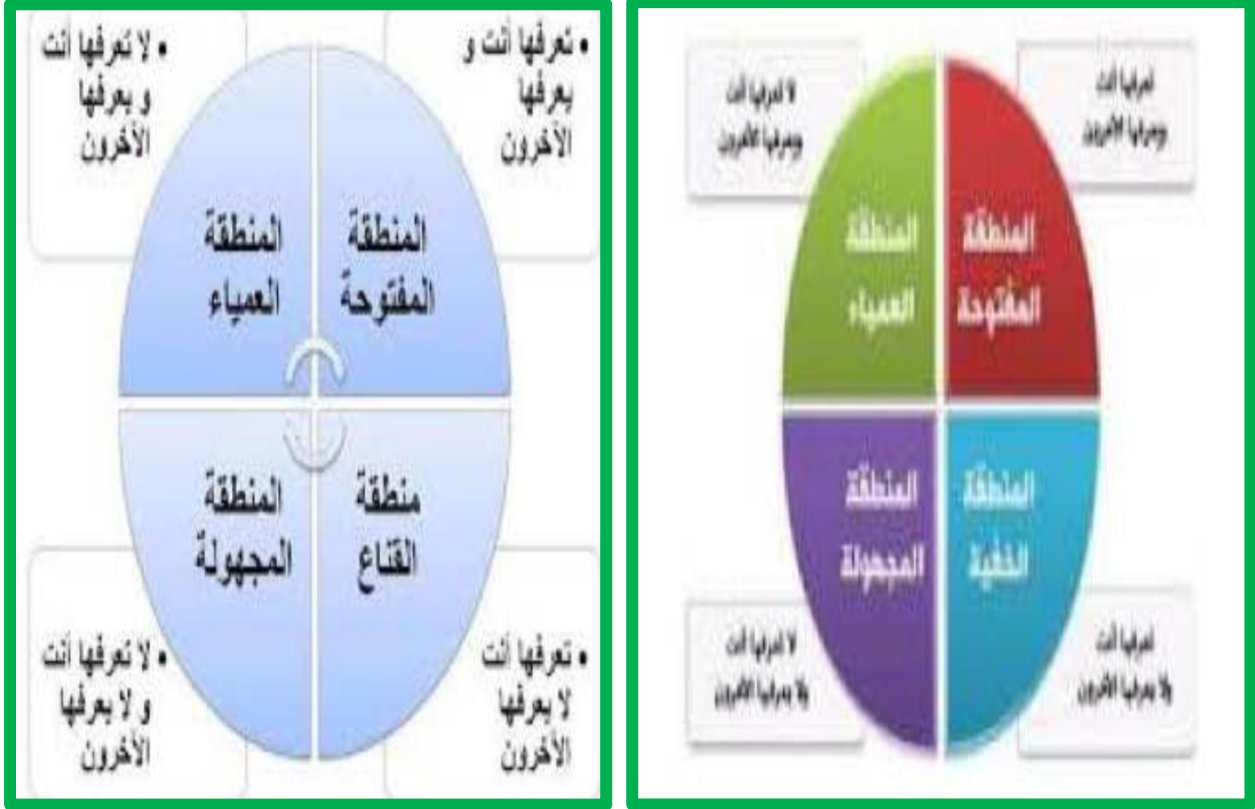 • تعرفها أنت و
يعرفها
الآخرون
• لا تعرفها أنت
و يعرفها
الآخرون
المنطقة
المفتوحة
المنطقة
العمياء
منطقة
القناع
المنطقة
المجهولة
• تعرفها أنت
لا يعرفها
الآخرون
• لا تعرفها أنت
و لا يعرفها
الآخرون
تعرفها أنت
ويعرفها الآخرون
لا تعرفها أنت
ويعرفها الآخرون
المنطقة
المفتوحة
المنطقة
العمياء
المنطقة
الخفية
المنطقة
المجهولة
تعرفها أنت
ولا يعرفها الآخرون
لا تعرفها أنت
ولا يعرفها الآخرون